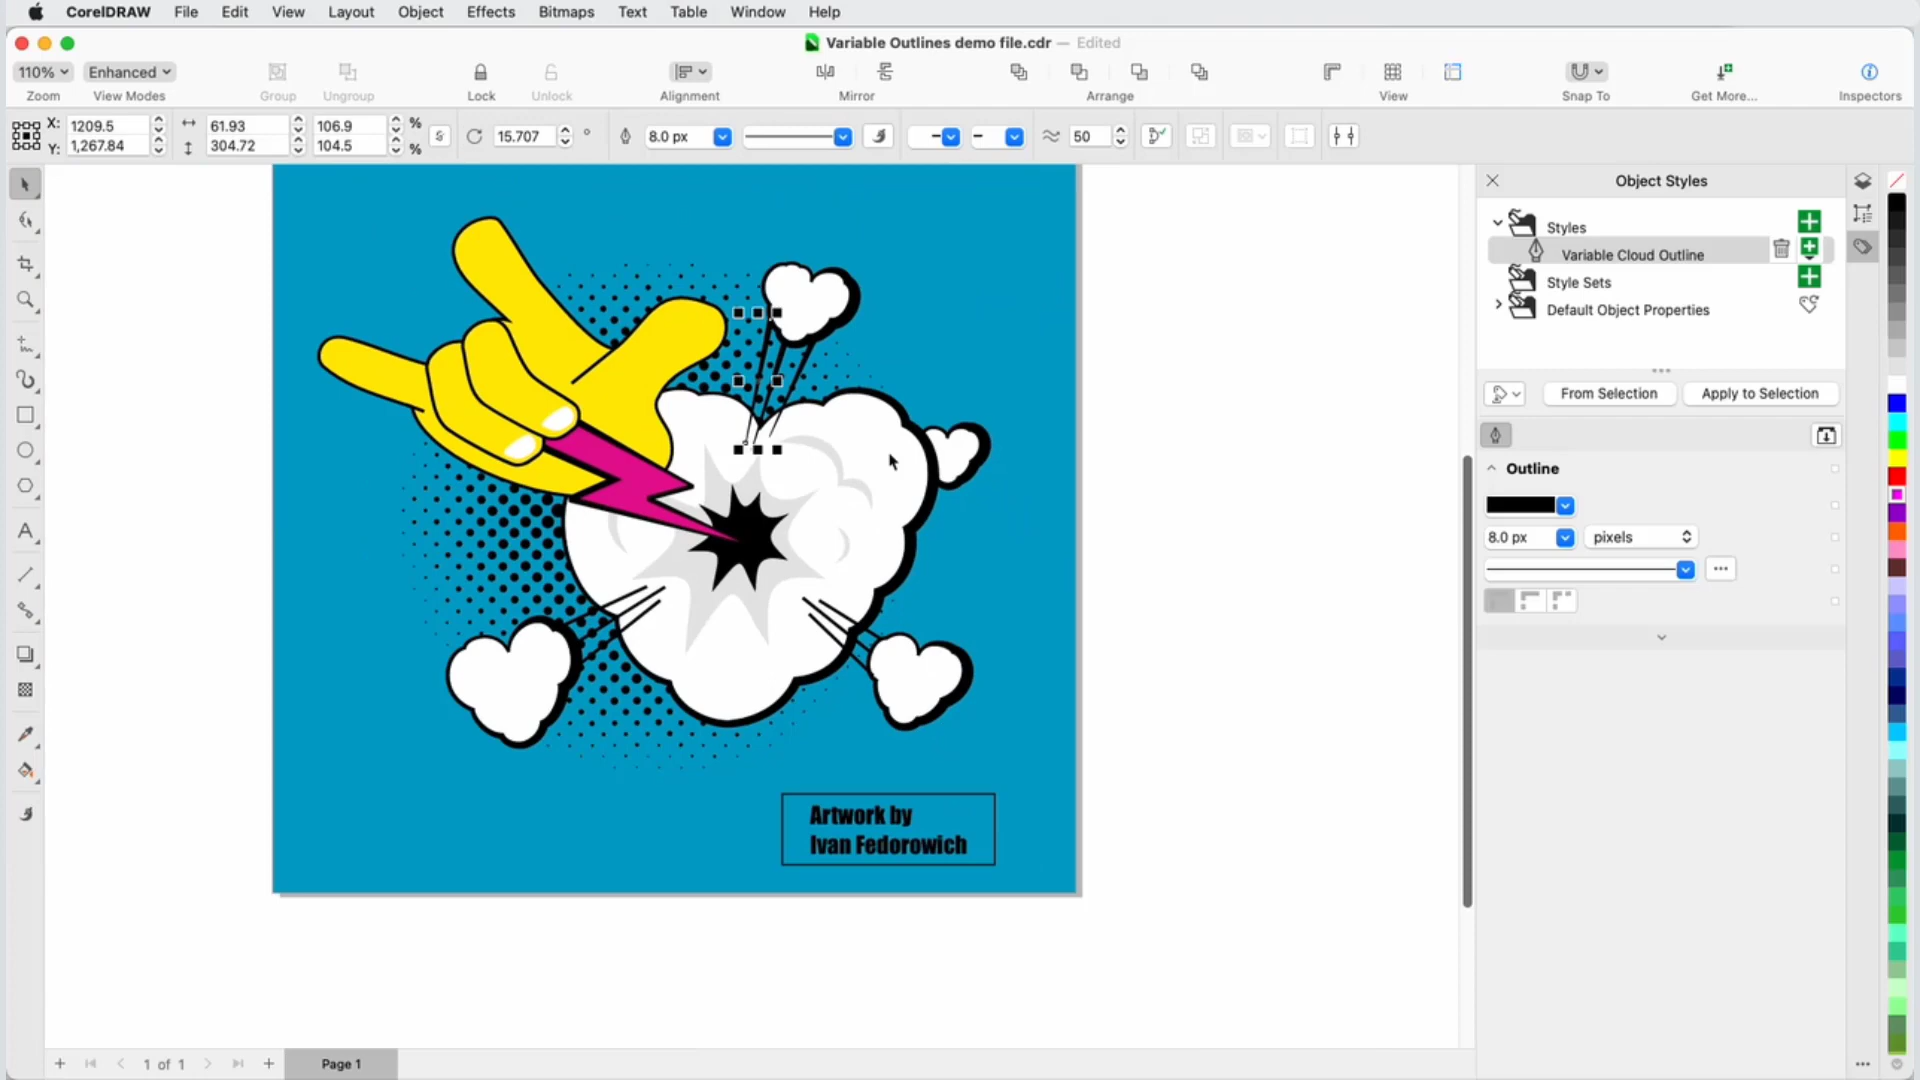 CorelDRAW File Edit View Layout Object Effects Bitmaps Text Table Window Help
Variable Outlines demo file.cdr — Edited
110% Enhanced
Zoom View Modes Group Ungroup Lock Unlock Alignment Mirror Arrange View Snap To Get More... Inspectors
X: 1209.5 61.93 106.9 %
Y: 1,267.84 304.72 104.5 %
15.707 ° 8.0 px 50
Object Styles
Styles
Variable Cloud Outline
Style Sets
Default Object Properties
From Selection Apply to Selection
Outline
8.0 px pixels
Artwork by
Ivan Fedorowich
1 of 1 Page 1